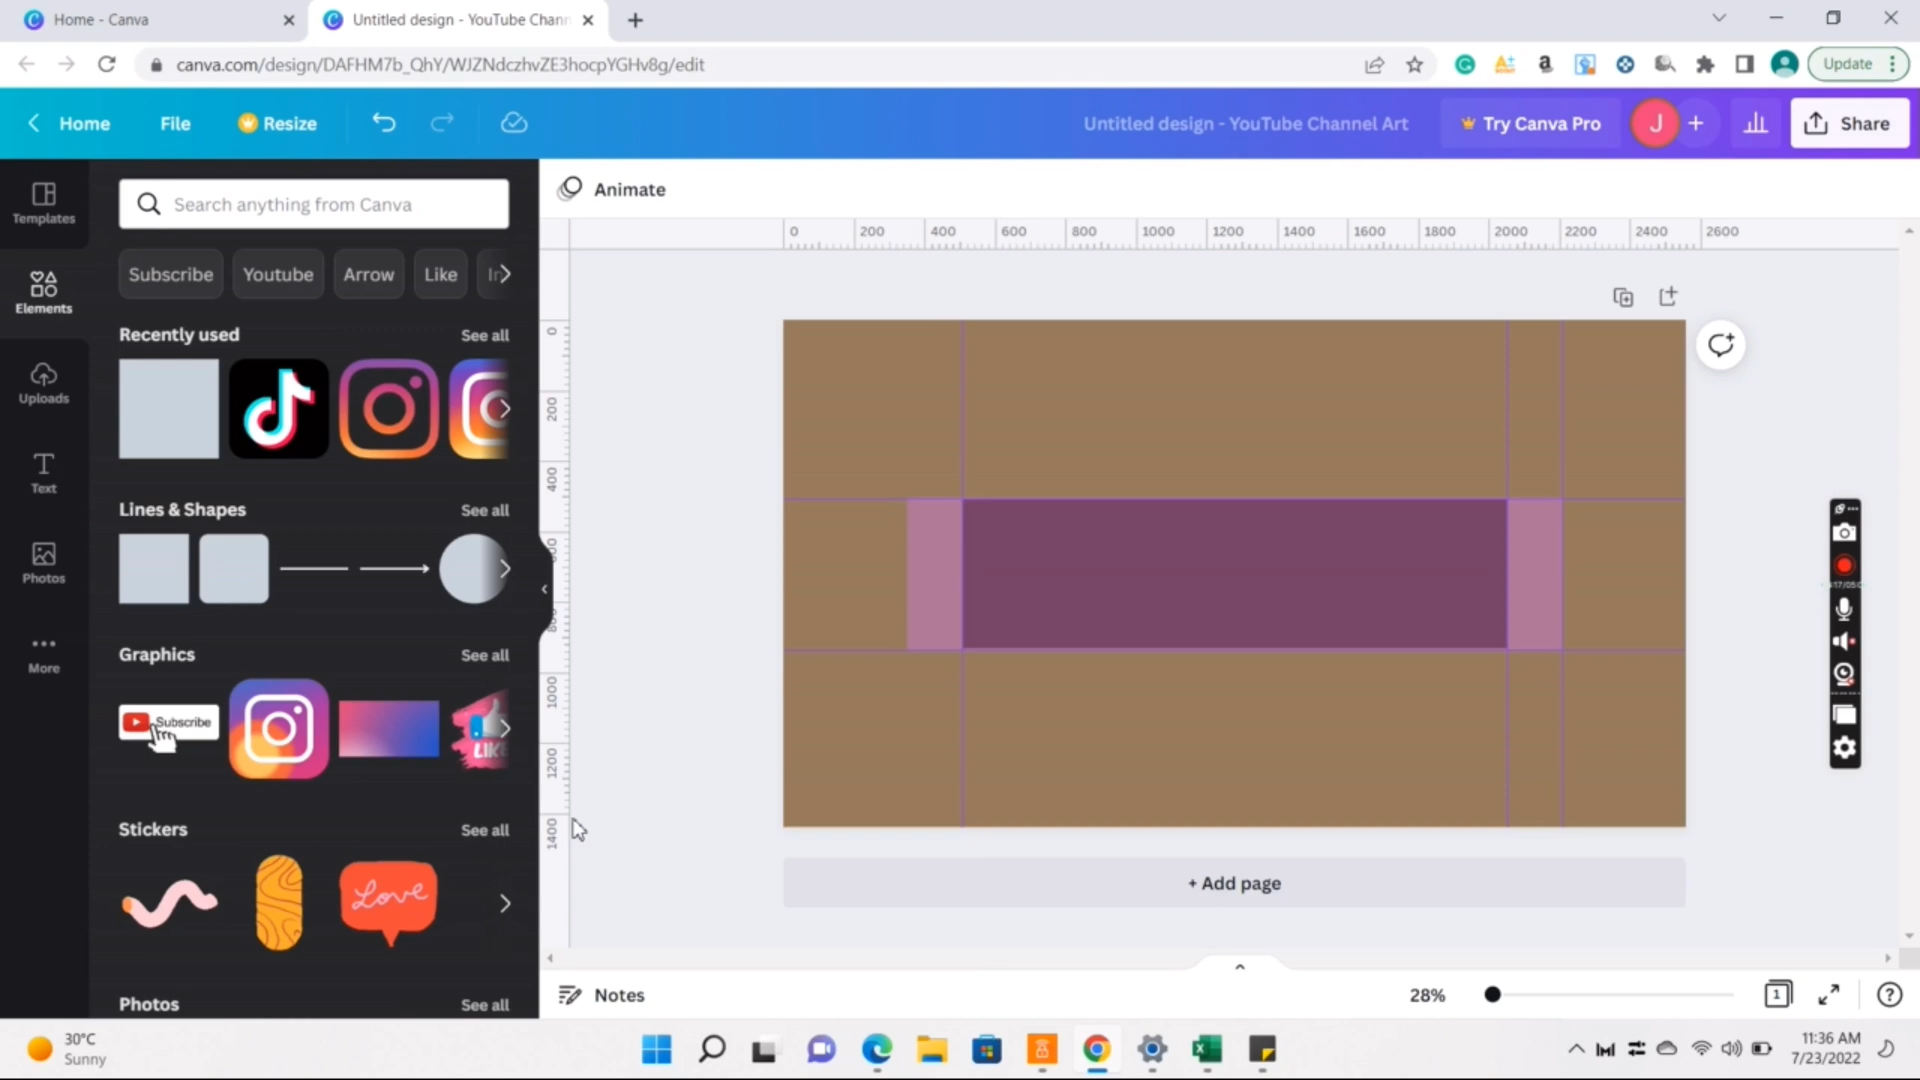 Home - Canva
Untitled design - YouTube Chann
canva.com/design/DAFHM7b_QhY/WJZNdczhvZE3hocpYGHv8g/edit
Update
Home
File
Resize
Untitled design - YouTube Channel Art
Try Canva Pro
J
Share
Templates
Elements
Uploads
Text
Photos
More
Search anything from Canva
Subscribe
Youtube
Arrow
Like
Recently used
See all
Lines & Shapes
See all
Graphics
See all
Subscribe
LIKE
Stickers
See all
Love
Photos
See all
Animate
0 200 400 600 800 1000 1200 1400 1600 1800 2000 2200 2400 2600
0
200
400
1000
1200
1400
+ Add page
Notes
28%
1
30°C
Sunny
11:36 AM
7/23/2022